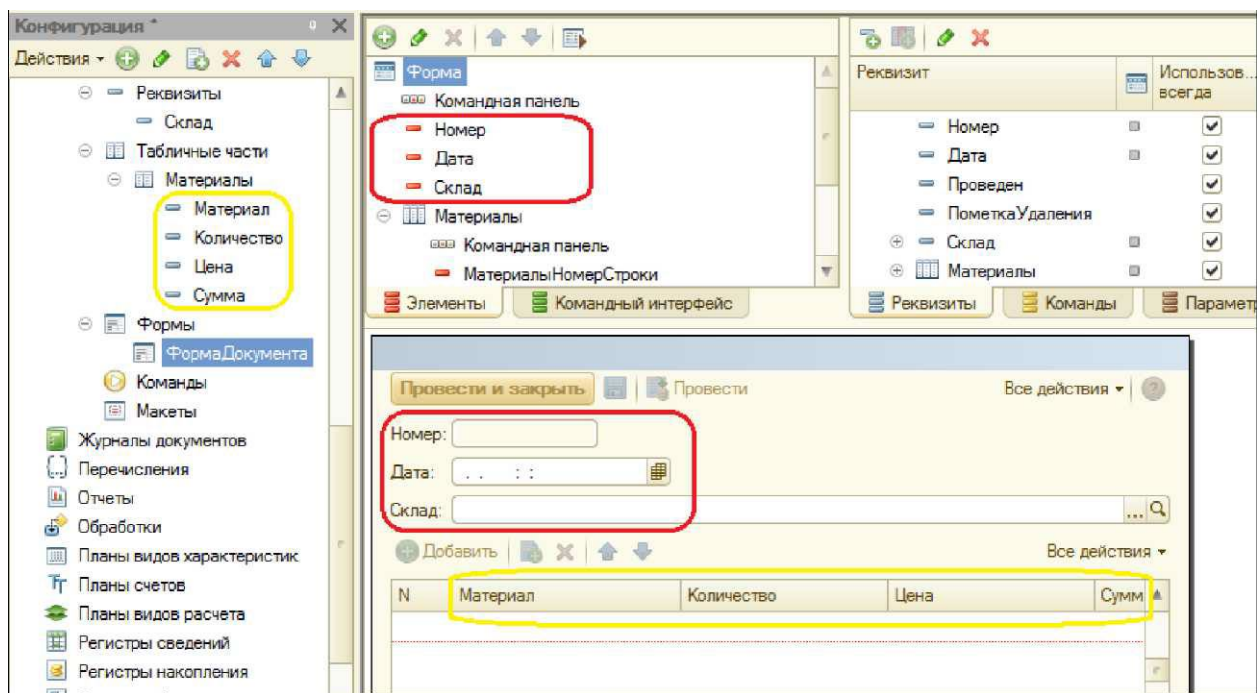 Конфигурация *
Действия
Реквизиты
Склад
Табличные части
Материалы
Материал
Количество
Цена
Сумма
Формы
ФормаДокумента
Команды
Макеты
Журналы документов
Перечисления
Отчеты
Обработки
Планы видов характеристик
Планы счетов
Планы видов расчета
Регистры сведений
Регистры накопления
Форма
Командная панель
Номер
Дата
Склад
Материалы
Командная панель
МатериалыНомерСтроки
Элементы Командный интерфейс
Реквизит Использов...
всегда
Номер
Дата
Проведен
ПометкаУдаления
Склад
Материалы
Реквизиты Команды Парамет
Провести и закрыть Провести Все действия
Номер:
Дата: . . : :
Склад: ...
Добавить Все действия
N Материал Количество Цена Сумм